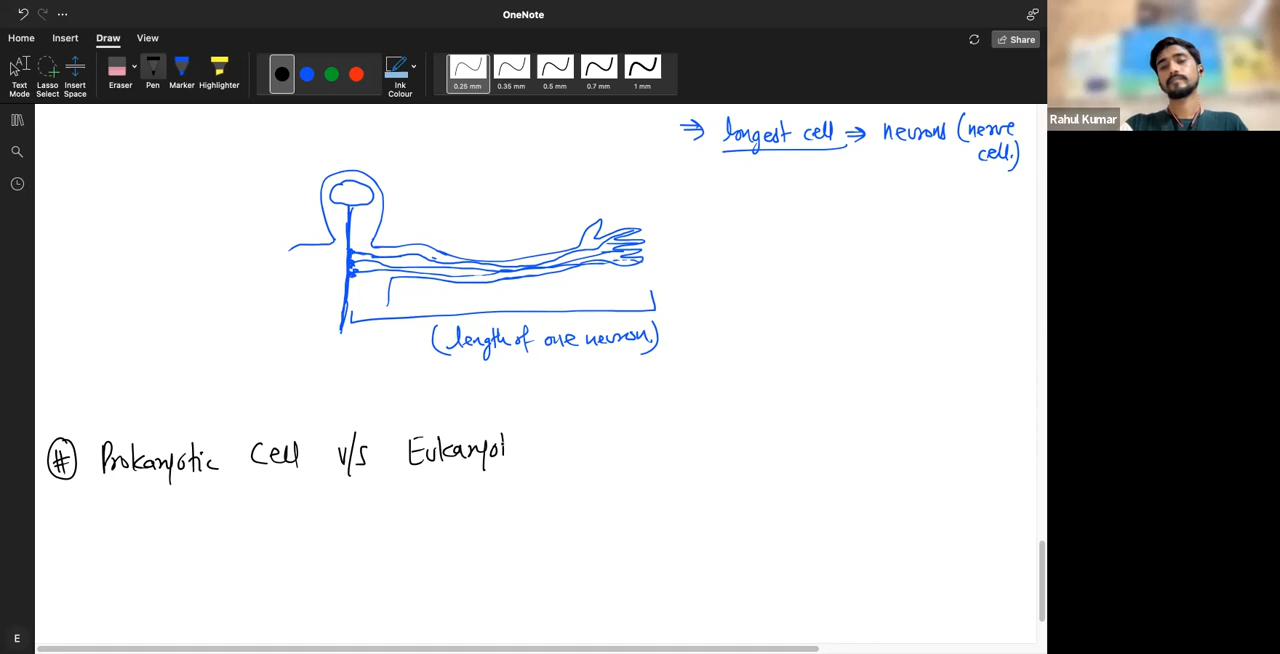 OneNote
Home Insert Draw View
Share
Text Mode
Lasso Select
Insert Space
Eraser
Pen
Marker
Highlighter
Ink Colour
0.25 mm 0.35 mm 0.5 mm 0.7 mm 1 mm
Rahul Kumar
⇒ longest cell ⇒ neurons (nerve
cell.)
(length of one neuron.)
# Prokaryotic Cell v/s Eukaryot
E